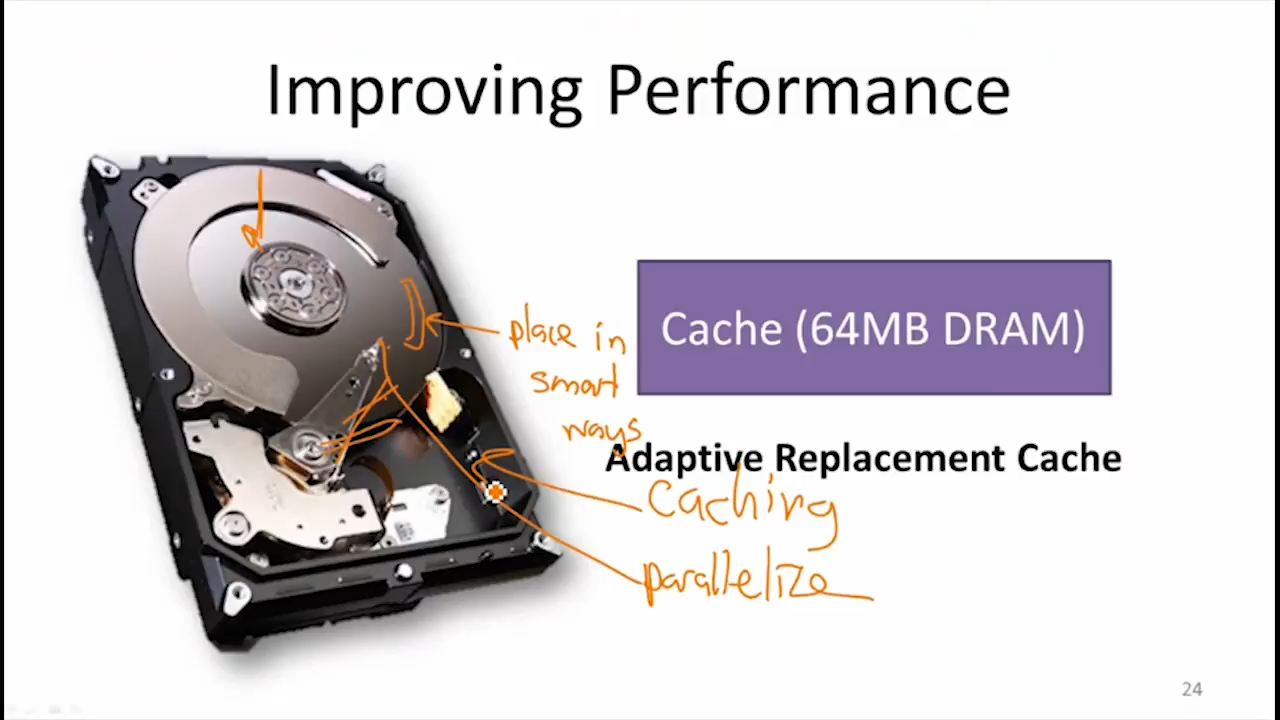 Improving Performance
place in
smart
ways
Cache (64MB DRAM)
Adaptive Replacement Cache
caching
parallelize
24